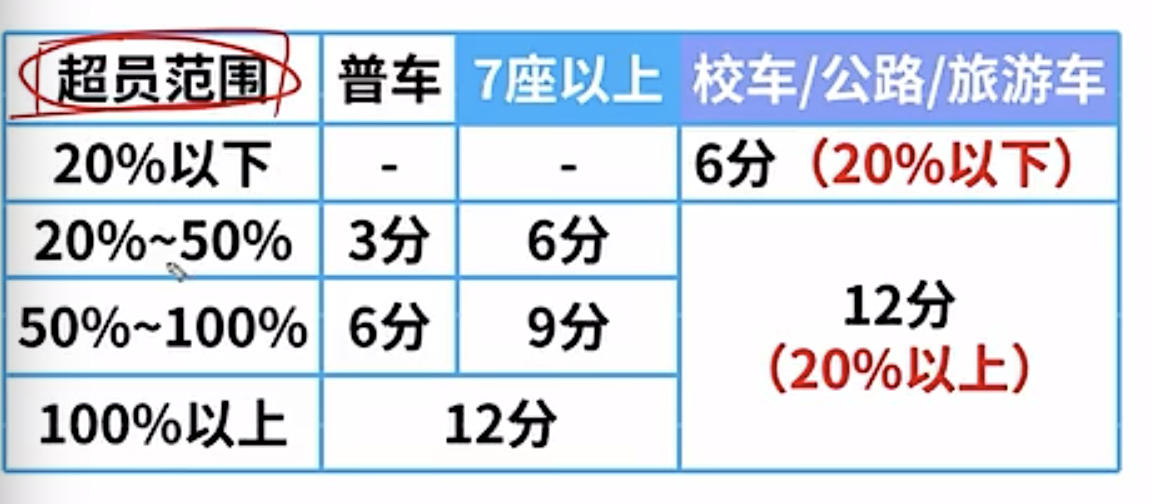 超员范围 普车 7座以上 校车/公路/旅游车
20%以下 - - 6分（20%以下）
20%~50% 3分 6分
50%~100% 6分 9分
12分
（20%以上）
100%以上 12分